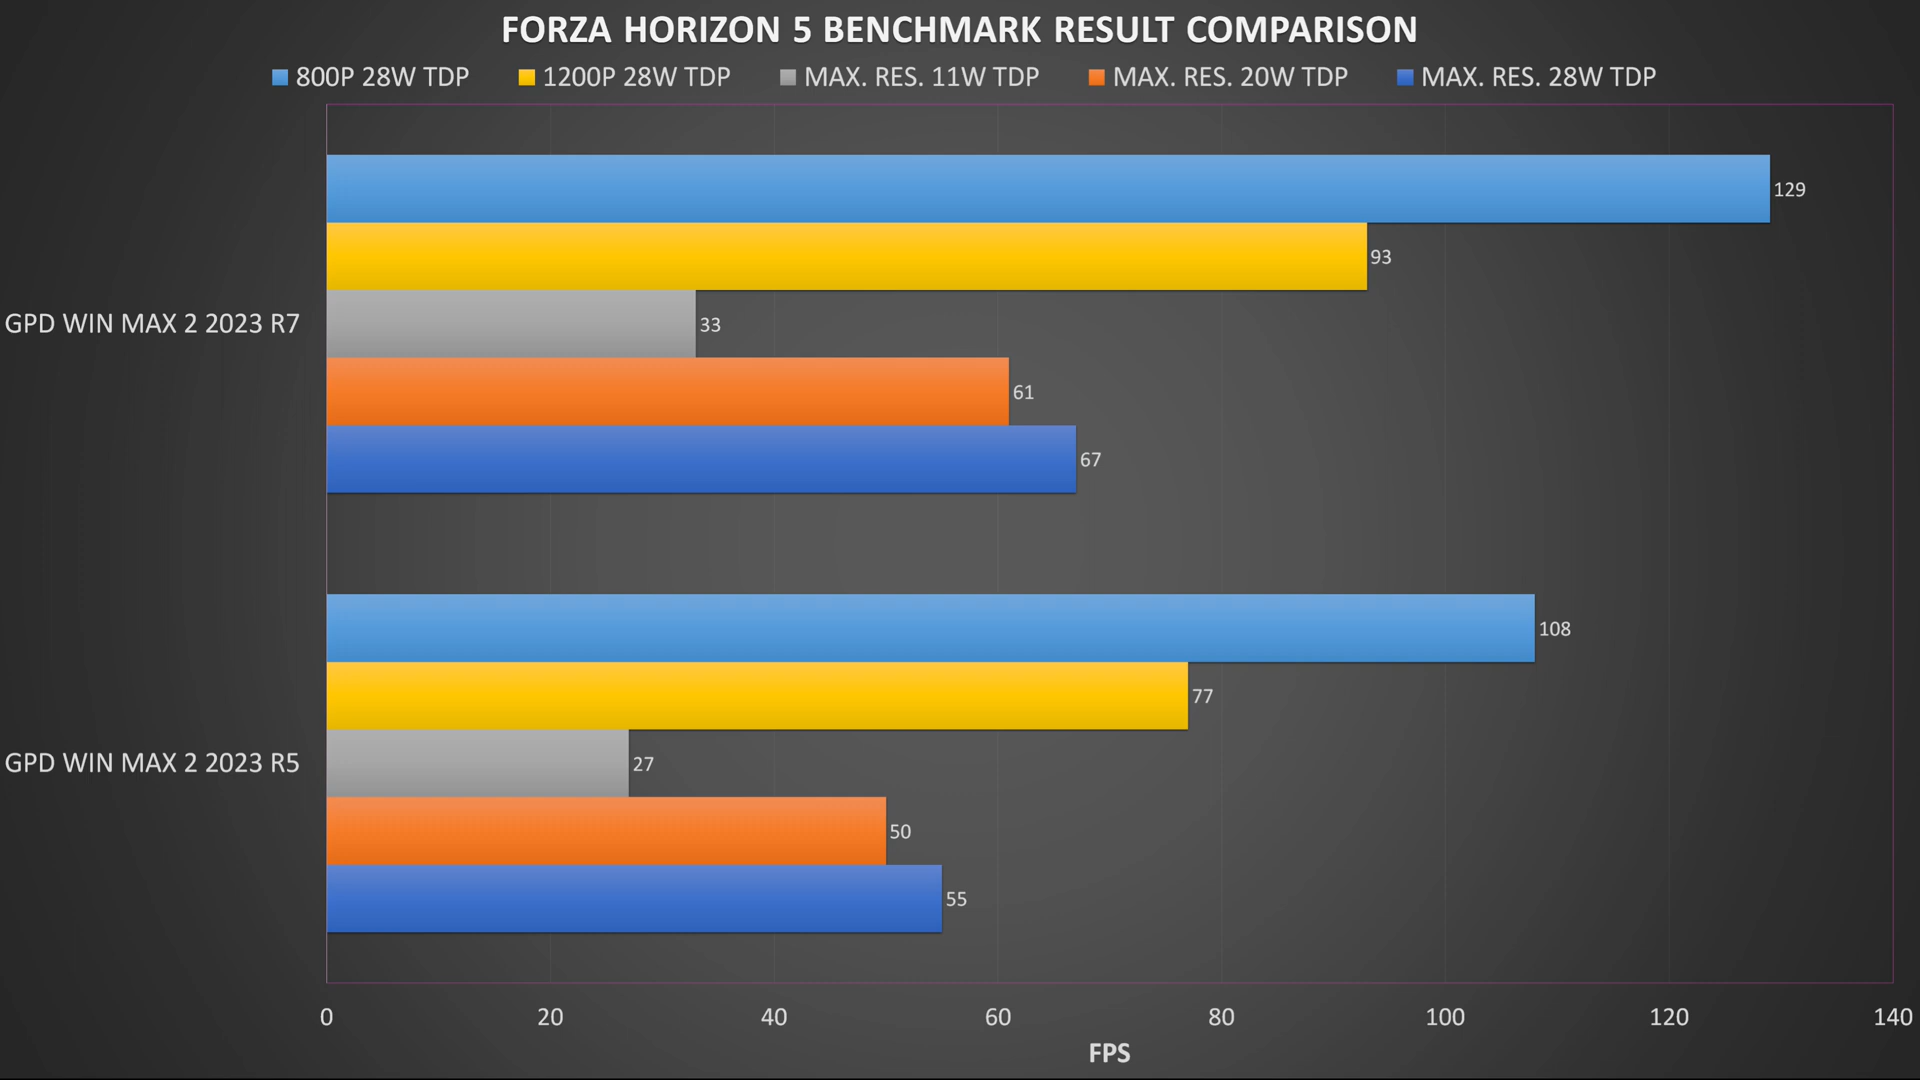 FORZA HORIZON 5 BENCHMARK RESULT COMPARISON
800P 28W TDP 1200P 28W TDP MAX. RES. 11W TDP MAX. RES. 20W TDP MAX. RES. 28W TDP
129
93
GPD WIN MAX 2 2023 R7
33
61
67
108
77
GPD WIN MAX 2 2023 R5
27
50
55
0 20 40 60 80 100 120 140
FPS